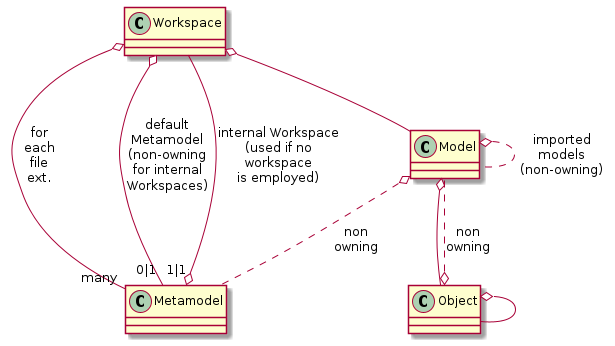 C Workspace
for
each
file
ext.
default
Metamodel
(non-owning
for internal
Workspaces)
internal Workspace
(used if no
workspace
is employed)
C Model
imported
models
(non-owning)
non
owning
non
owning
many
0|1
1|1
C Metamodel
C Object